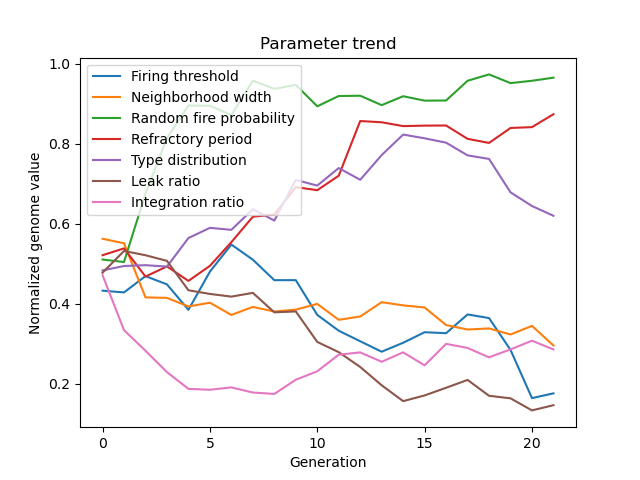 Parameter trend
Normalized genome value
1.0
0.8
0.6
0.4
0.2
Firing threshold
Neighborhood width
Random fire probability
Refractory period
Type distribution
Leak ratio
Integration ratio
0 5 10 15 20
Generation